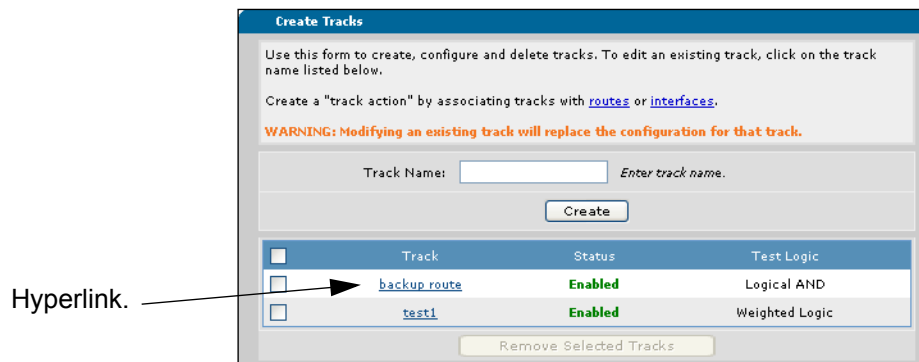 Create Tracks
Use this form to create, configure and delete tracks. To edit an existing track, click on the track
name listed below.
Create a "track action" by associating tracks with routes or interfaces.
WARNING: Modifying an existing track will replace the configuration for that track.
Track Name: Enter track name.
Create
Track Status Test Logic
backup route Enabled Logical AND
Hyperlink.
test1 Enabled Weighted Logic
Remove Selected Tracks